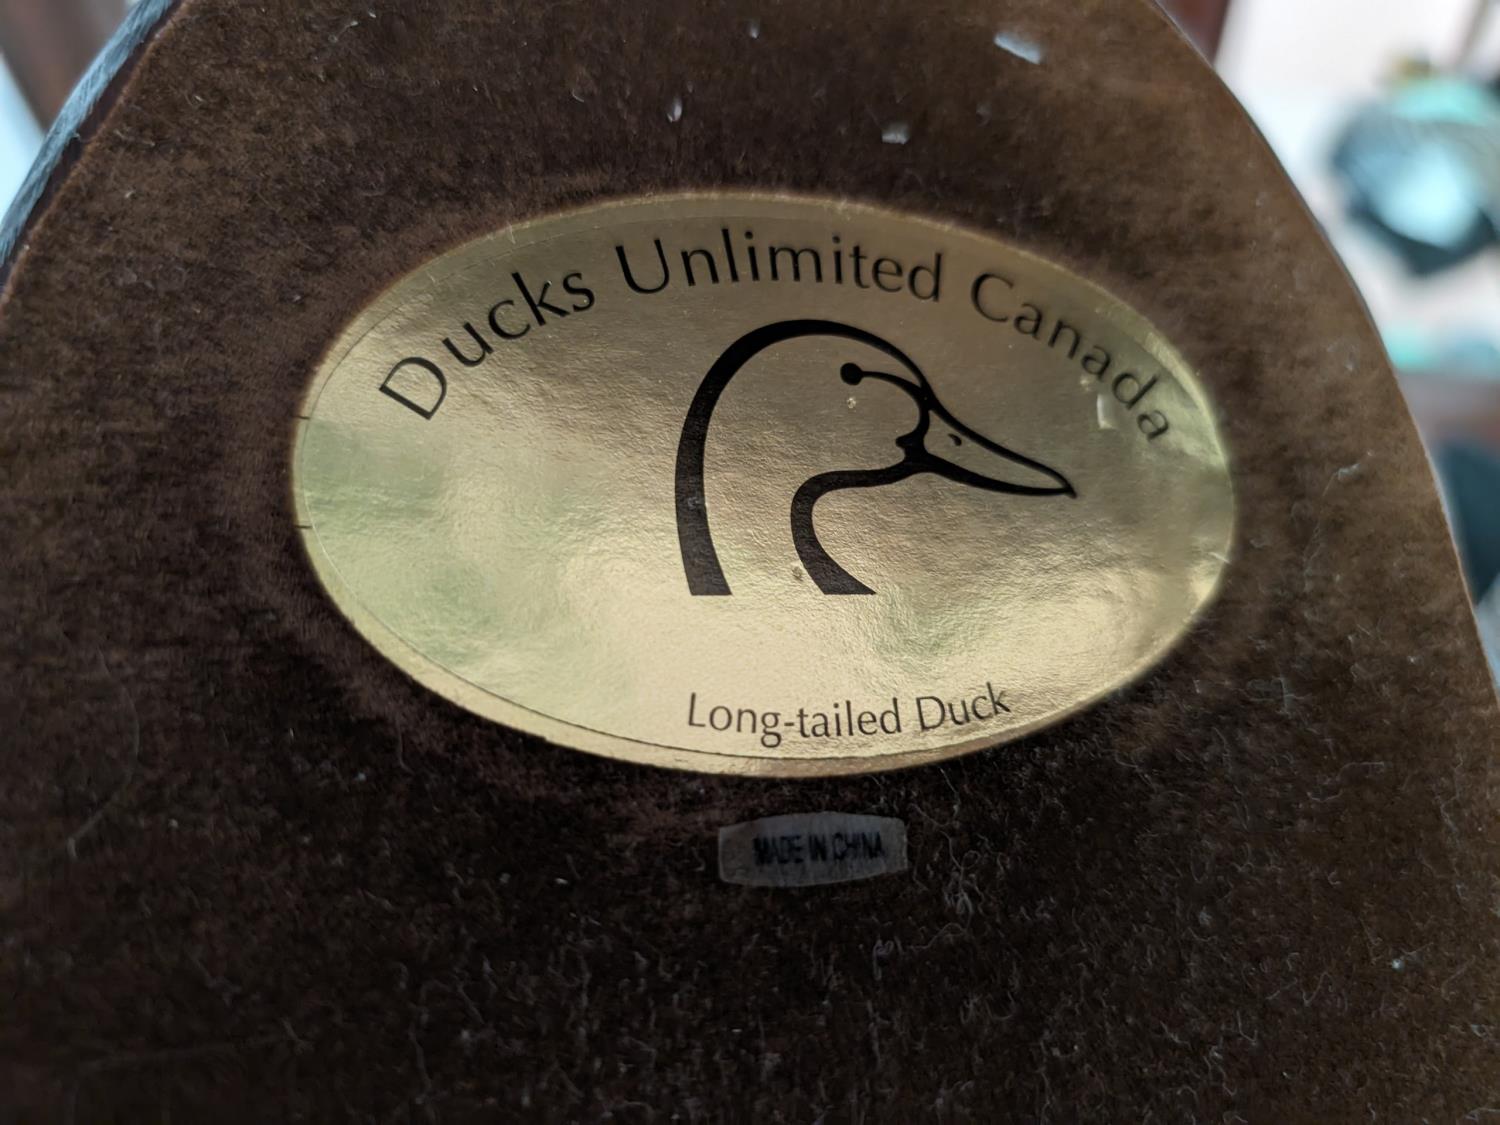 Ducks Unlimited Canada
Long-tailed Duck
MADE IN CHINA